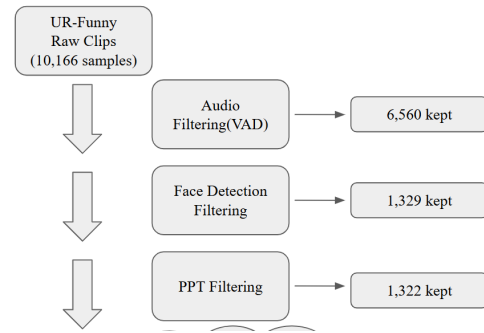 UR-Funny
Raw Clips
(10,166 samples)
Audio
Filtering(VAD)
6,560 kept
Face Detection
Filtering
1,329 kept
PPT Filtering
1,322 kept